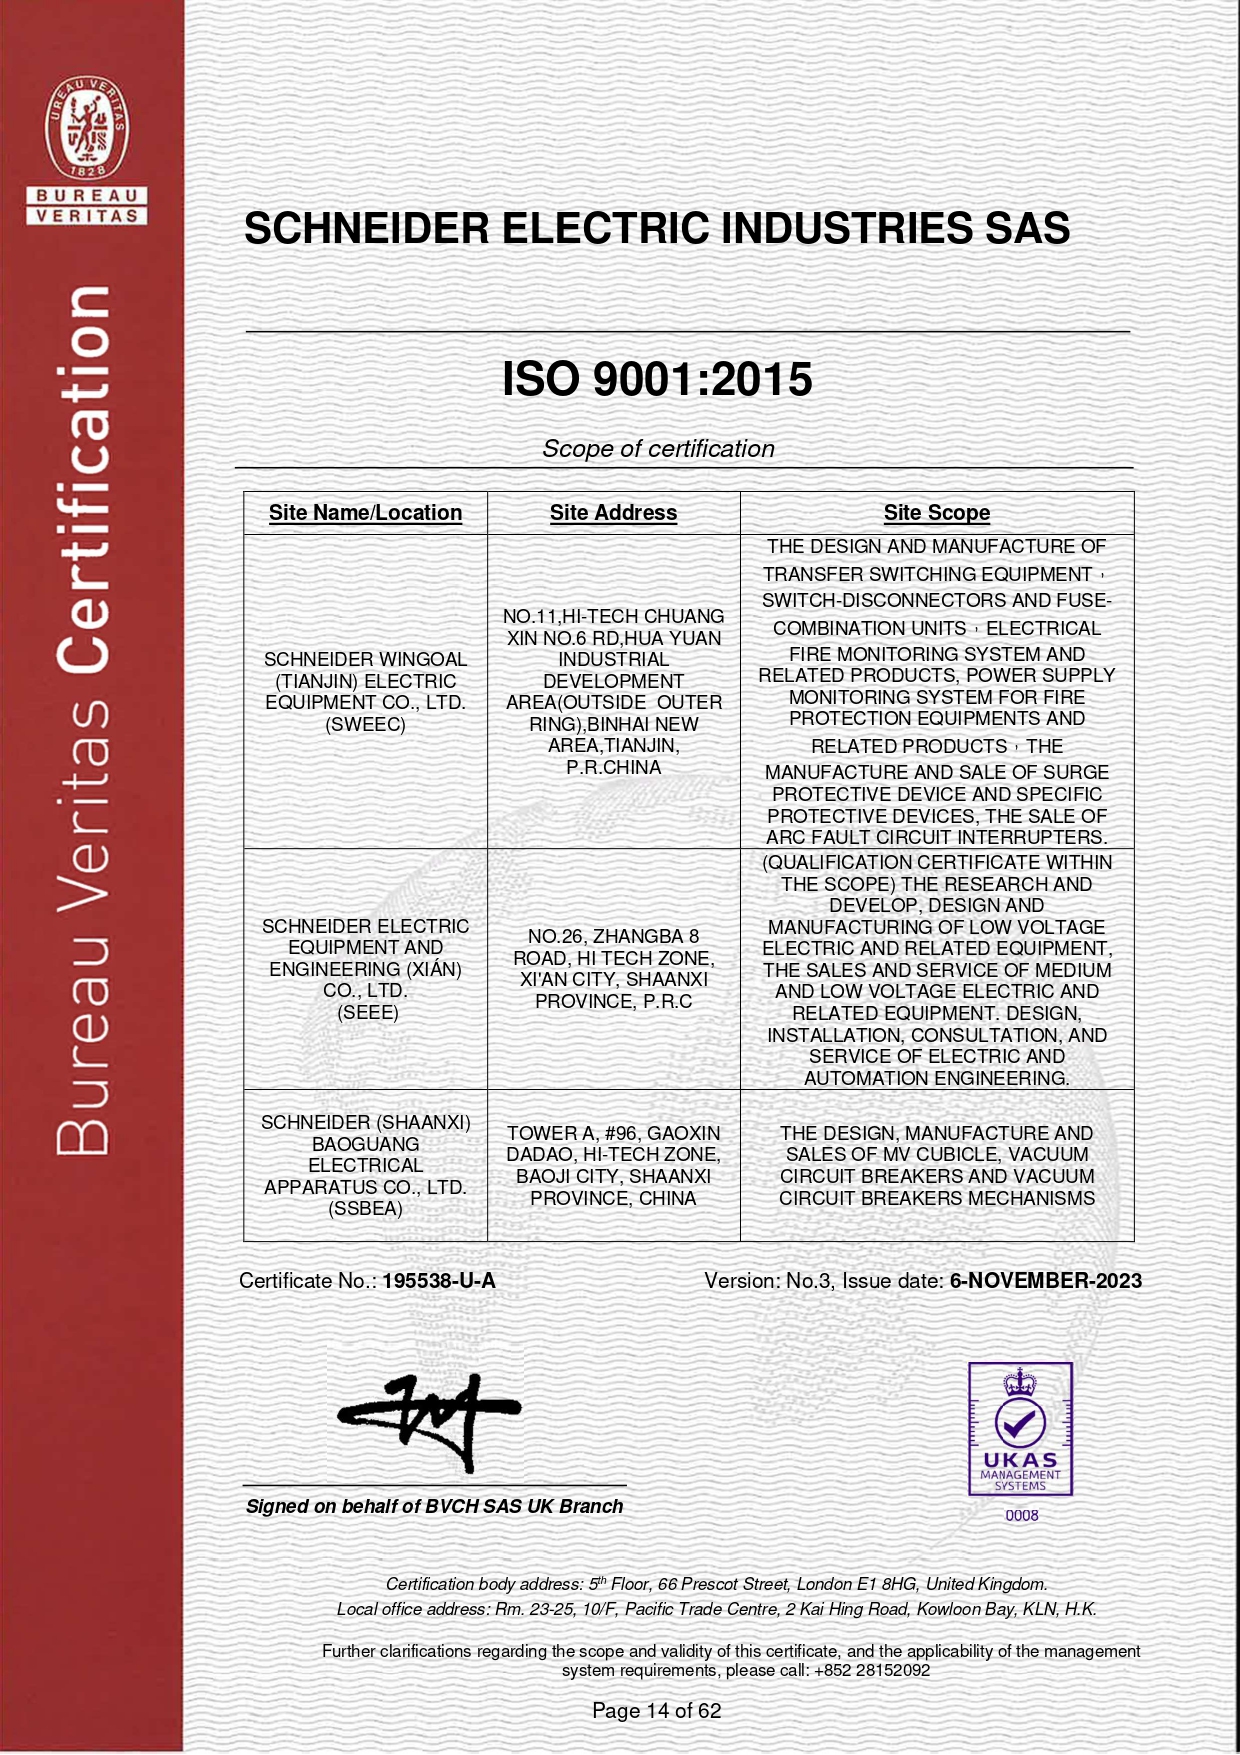 BUREAU VERITAS
1828
BUREAU
VERITAS
Bureau Veritas Certification
SCHNEIDER ELECTRIC INDUSTRIES SAS
ISO 9001:2015
Scope of certification
Site Name/Location
Site Address
Site Scope
SCHNEIDER WINGOAL
(TIANJIN) ELECTRIC
EQUIPMENT CO., LTD.
(SWEEC)
NO.11,HI-TECH CHUANG
XIN NO.6 RD,HUA YUAN
INDUSTRIAL
DEVELOPMENT
AREA(OUTSIDE OUTER
RING),BINHAI NEW
AREA,TIANJIN,
P.R.CHINA
THE DESIGN AND MANUFACTURE OF
TRANSFER SWITCHING EQUIPMENT，
SWITCH-DISCONNECTORS AND FUSE-
COMBINATION UNITS，ELECTRICAL
FIRE MONITORING SYSTEM AND
RELATED PRODUCTS, POWER SUPPLY
MONITORING SYSTEM FOR FIRE
PROTECTION EQUIPMENTS AND
RELATED PRODUCTS，THE
MANUFACTURE AND SALE OF SURGE
PROTECTIVE DEVICE AND SPECIFIC
PROTECTIVE DEVICES, THE SALE OF
ARC FAULT CIRCUIT INTERRUPTERS.
SCHNEIDER ELECTRIC
EQUIPMENT AND
ENGINEERING (XIÁN)
CO., LTD.
(SEEE)
NO.26, ZHANGBA 8
ROAD, HI TECH ZONE,
XI'AN CITY, SHAANXI
PROVINCE, P.R.C
(QUALIFICATION CERTIFICATE WITHIN
THE SCOPE) THE RESEARCH AND
DEVELOP, DESIGN AND
MANUFACTURING OF LOW VOLTAGE
ELECTRIC AND RELATED EQUIPMENT,
THE SALES AND SERVICE OF MEDIUM
AND LOW VOLTAGE ELECTRIC AND
RELATED EQUIPMENT. DESIGN,
INSTALLATION, CONSULTATION, AND
SERVICE OF ELECTRIC AND
AUTOMATION ENGINEERING.
SCHNEIDER (SHAANXI)
BAOGUANG
ELECTRICAL
APPARATUS CO., LTD.
(SSBEA)
TOWER A, #96, GAOXIN
DADAO, HI-TECH ZONE,
BAOJI CITY, SHAANXI
PROVINCE, CHINA
THE DESIGN, MANUFACTURE AND
SALES OF MV CUBICLE, VACUUM
CIRCUIT BREAKERS AND VACUUM
CIRCUIT BREAKERS MECHANISMS
Certificate No.: 195538-U-A
Version: No.3, Issue date: 6-NOVEMBER-2023
Signed on behalf of BVCH SAS UK Branch
UKAS
MANAGEMENT
SYSTEMS
0008
Certification body address: 5th Floor, 66 Prescot Street, London E1 8HG, United Kingdom.
Local office address: Rm. 23-25, 10/F, Pacific Trade Centre, 2 Kai Hing Road, Kowloon Bay, KLN, H.K.
Further clarifications regarding the scope and validity of this certificate, and the applicability of the management
system requirements, please call: +852 28152092
Page 14 of 62